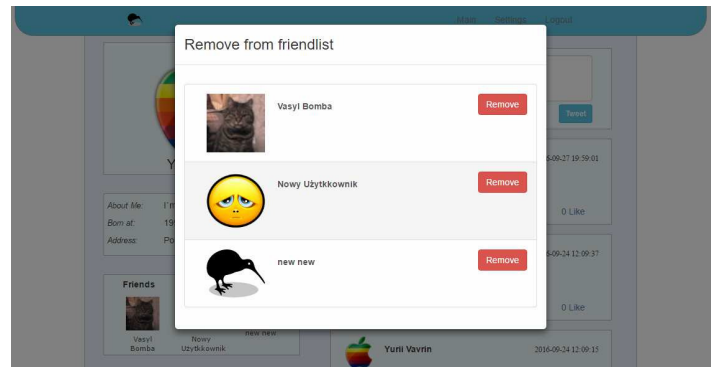 Main Settings Logout
Remove from friendlist
Vasyl Bomba
Remove
Tweet
Nowy Użytkkownik
Remove
new new
Remove
2016-09-27 19:59:01
0 Like
About Me: I'm
Born at: 19
Address: Po
2016-09-24 12:09:37
0 Like
Friends
Vasyl
Bomba
Nowy
Użytkkownik
new new
Yurii Vavrin
2016-09-24 12:09:15